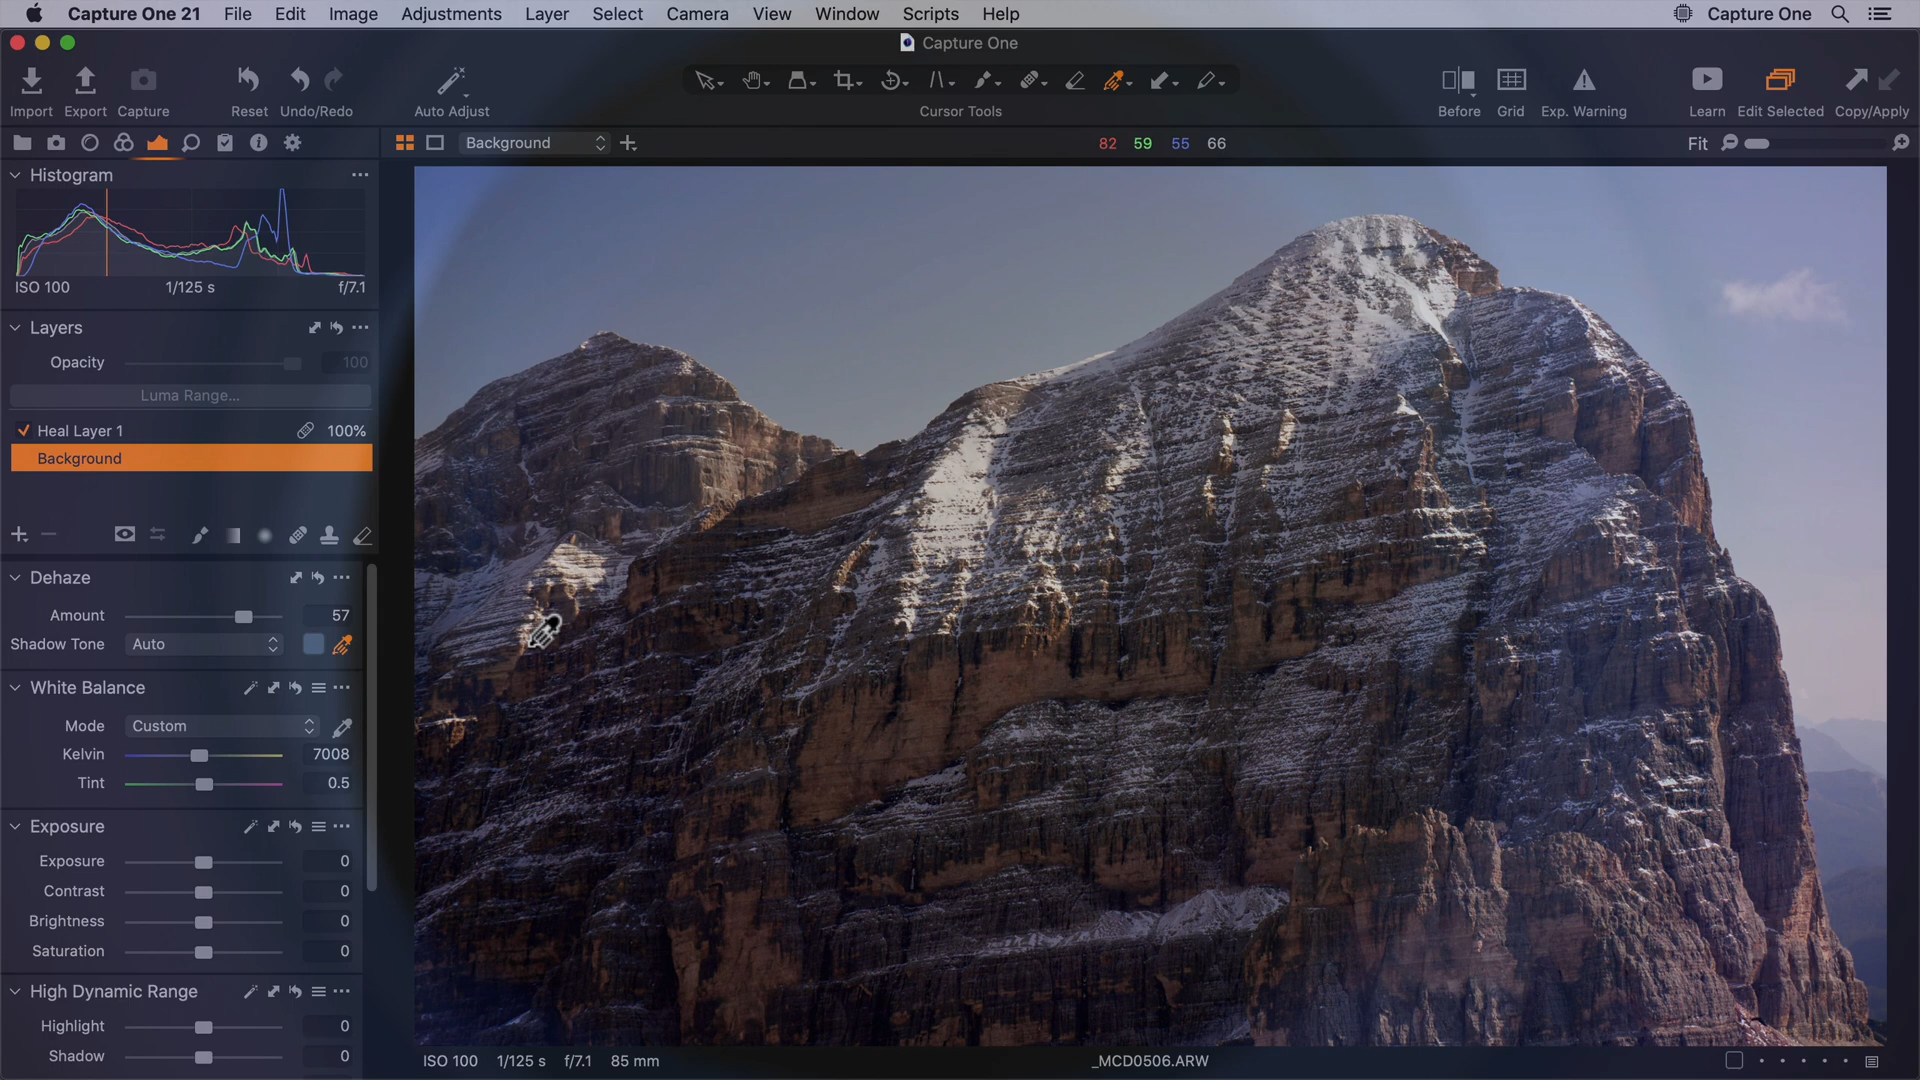 Capture One 21 File Edit Image Adjustments Layer Select Camera View Window Scripts Help Capture One
Capture One
Import Export Capture Reset Undo/Redo Auto Adjust Cursor Tools Before Grid Exp. Warning Learn Edit Selected Copy/Apply
Background 82 59 55 66 Fit
Histogram
ISO 100 1/125 s f/7.1
Layers
Opacity 100
Luma Range...
Heal Layer 1 100%
Background
Dehaze
Amount 57
Shadow Tone Auto
White Balance
Mode Custom
Kelvin 7008
Tint 0.5
Exposure
Exposure 0
Contrast 0
Brightness 0
Saturation 0
High Dynamic Range
Highlight 0
Shadow 0
ISO 100 1/125 s f/7.1 85 mm _MCD0506.ARW